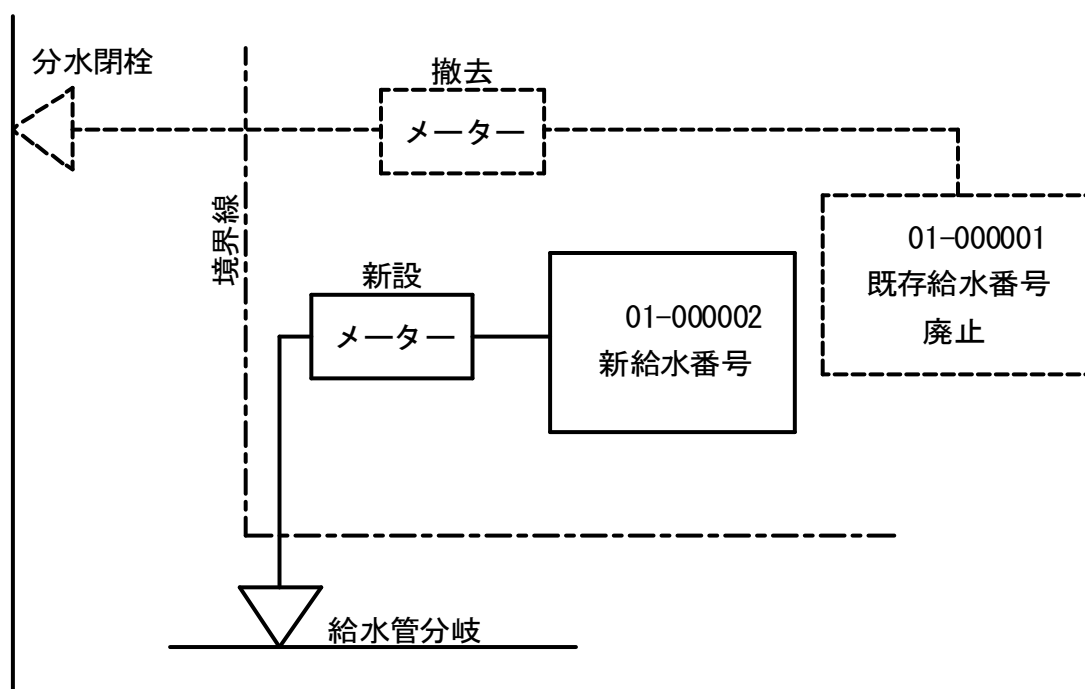 分水閉栓
撤去
メーター
境界線
01-000001
既存給水番号
廃止
新設
メーター
01-000002
新給水番号
給水管分岐